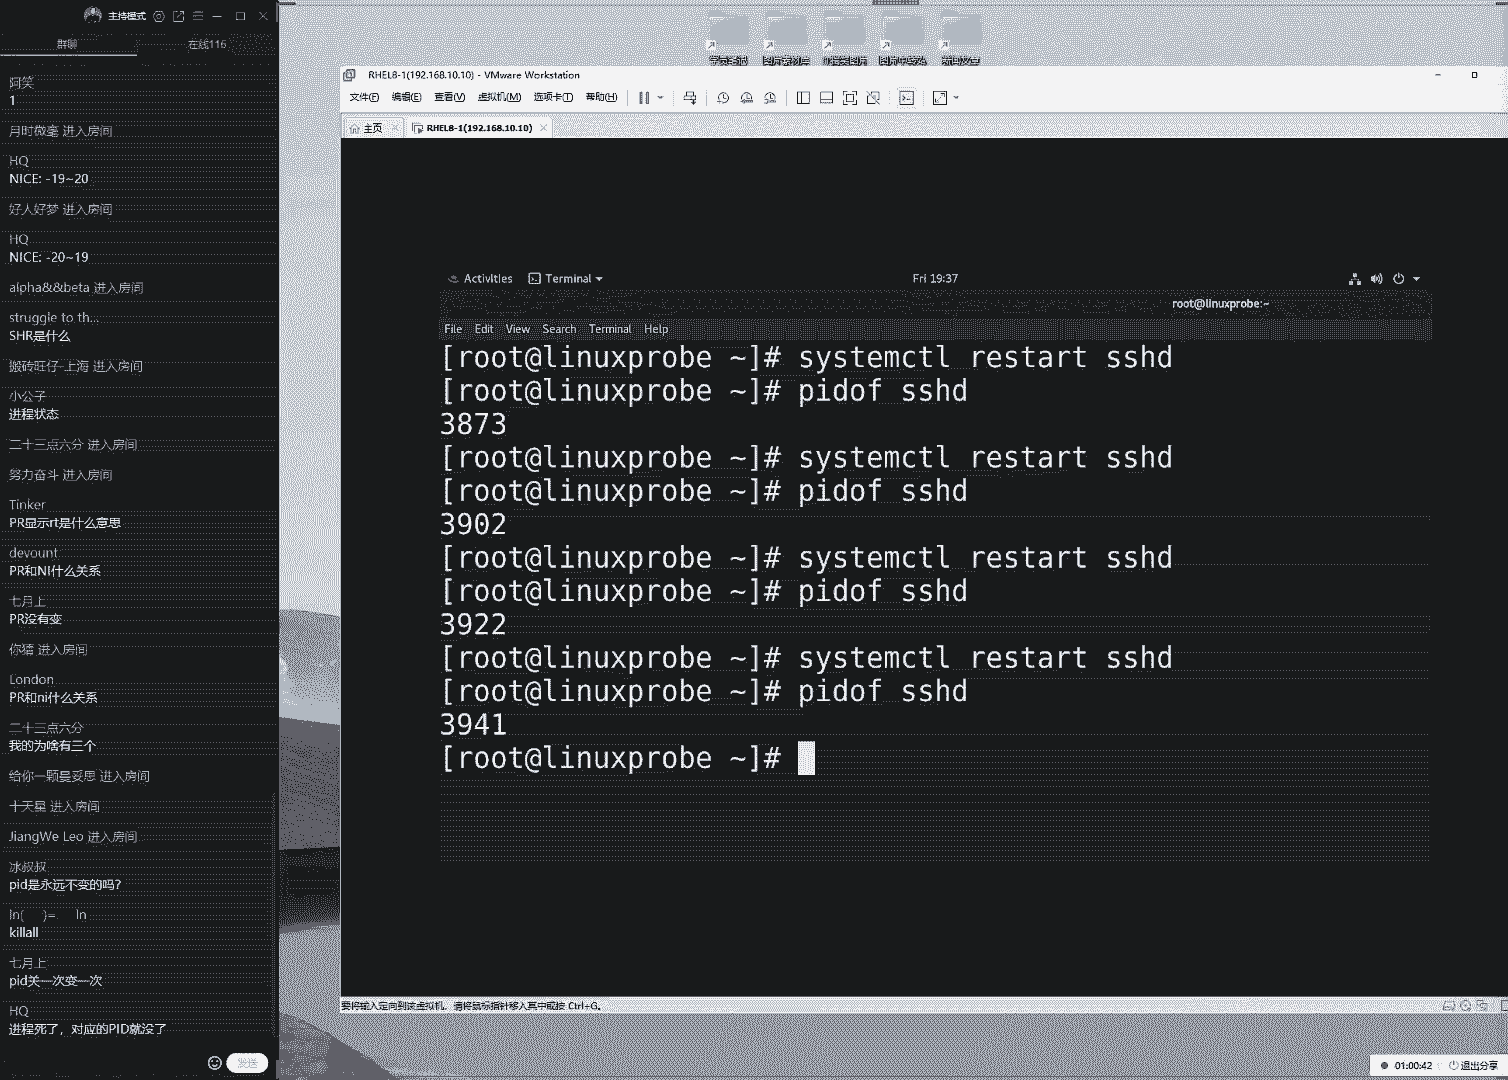 主持模式
群聊
在线116
阿笑
1
月时微毫 进入房间
HQ
NICE: -19~20
好人好梦 进入房间
HQ
NICE: -20~19
alpha&&beta 进入房间
struggle to th...
SHR是什么
搬砖旺仔-上海 进入房间
小公子
进程状态
二十三点六分 进入房间
努力奋斗 进入房间
Tinker
PR显示rt是什么意思
devount
PR和NI什么关系
七月上
PR没有变
你猜 进入房间
London
PR和ni什么关系
二十三点六分
我的为啥有三个
给你一颗曼妥思 进入房间
十天星 进入房间
JiangWe Leo 进入房间
冰叔叔
pid是永远不变的吗?
ln( )= ln
killall
七月上
pid关一次变一次
HQ
进程死了，对应的PID就没了
发送
RHEL8-1(192.168.10.10) - VMware Workstation
文件(F) 编辑(E) 查看(V) 虚拟机(M) 选项卡(T) 帮助(H)
主页
RHEL8-1(192.168.10.10)
Activities
Terminal
Fri 19:37
root@linuxprobe:~
File Edit View Search Terminal Help
[root@linuxprobe ~]# systemctl restart sshd
[root@linuxprobe ~]# pidof sshd
3873
[root@linuxprobe ~]# systemctl restart sshd
[root@linuxprobe ~]# pidof sshd
3902
[root@linuxprobe ~]# systemctl restart sshd
[root@linuxprobe ~]# pidof sshd
3922
[root@linuxprobe ~]# systemctl restart sshd
[root@linuxprobe ~]# pidof sshd
3941
[root@linuxprobe ~]#
要将输入定向到该虚拟机，请将鼠标指针移入其中或按 Ctrl+G。
01:00:42
退出分享